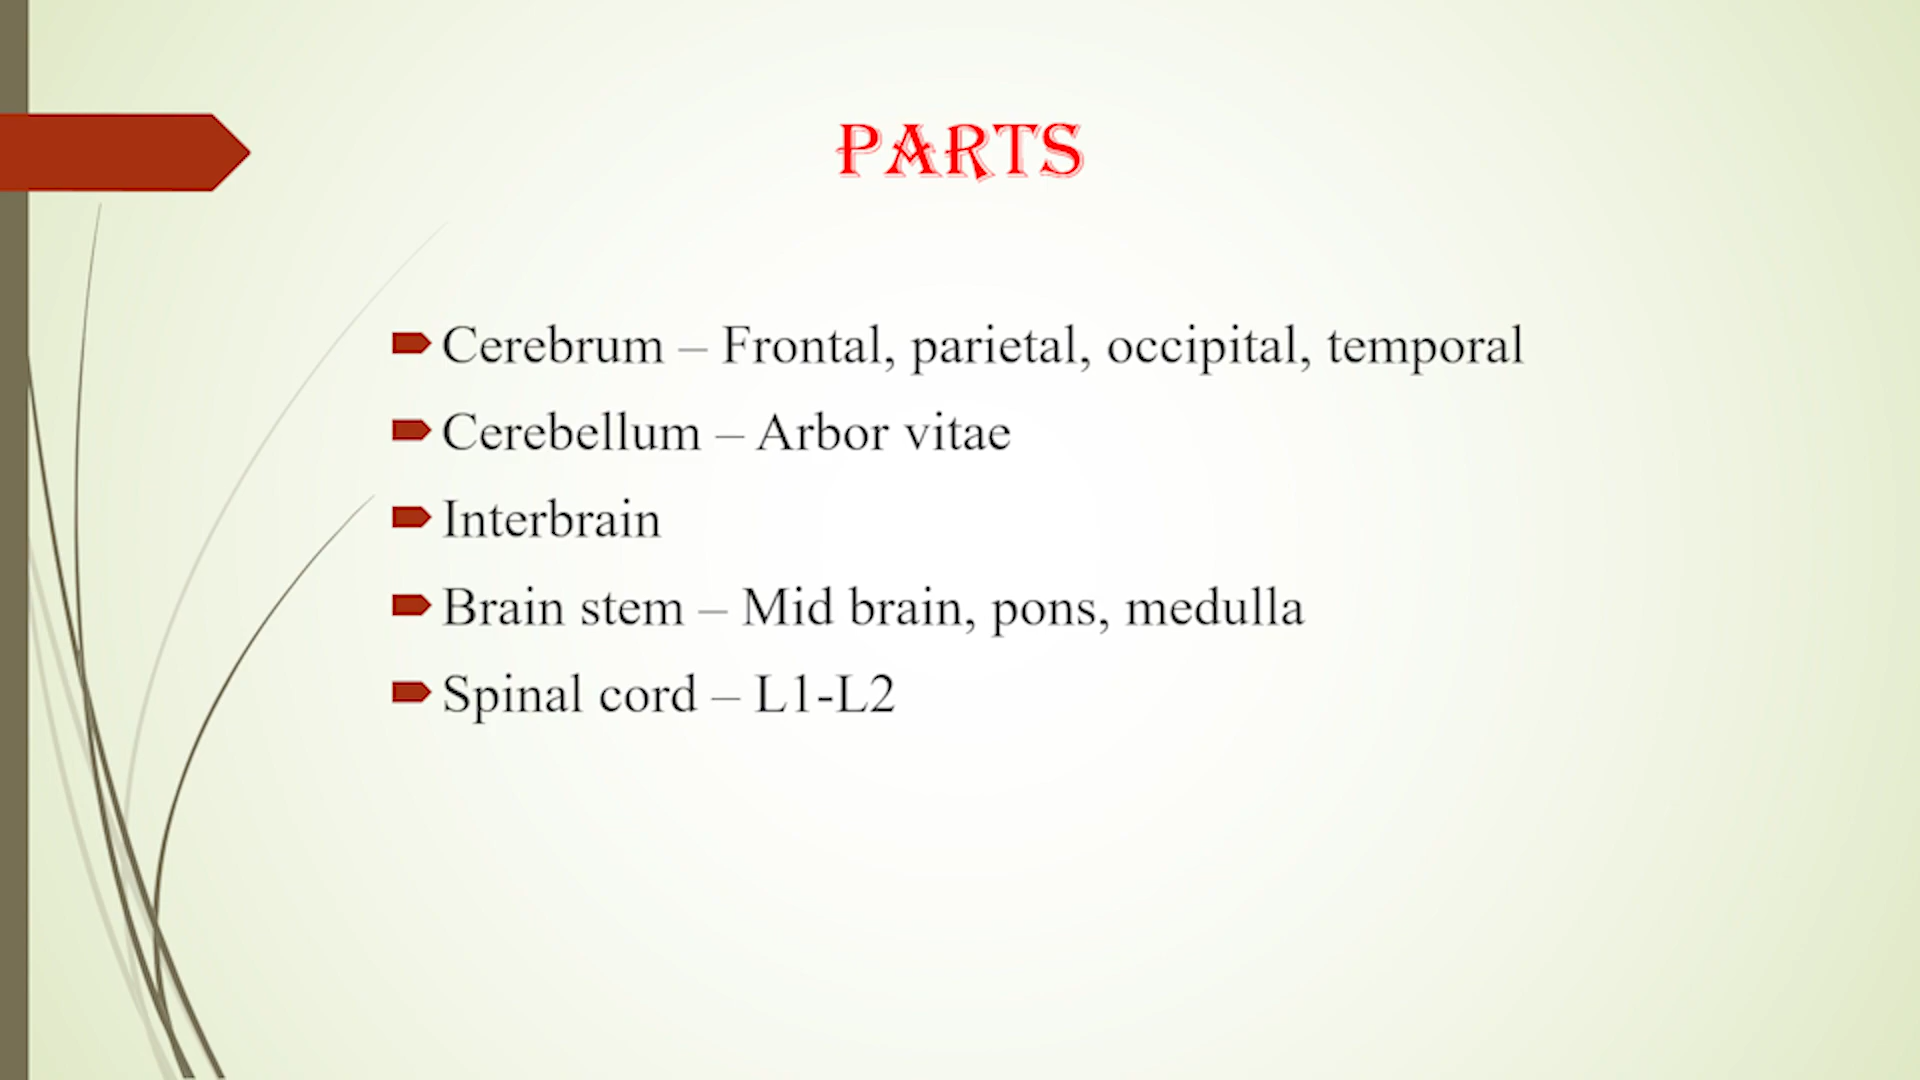 PARTS
Cerebrum – Frontal, parietal, occipital, temporal
Cerebellum – Arbor vitae
Interbrain
Brain stem – Mid brain, pons, medulla
Spinal cord – L1-L2